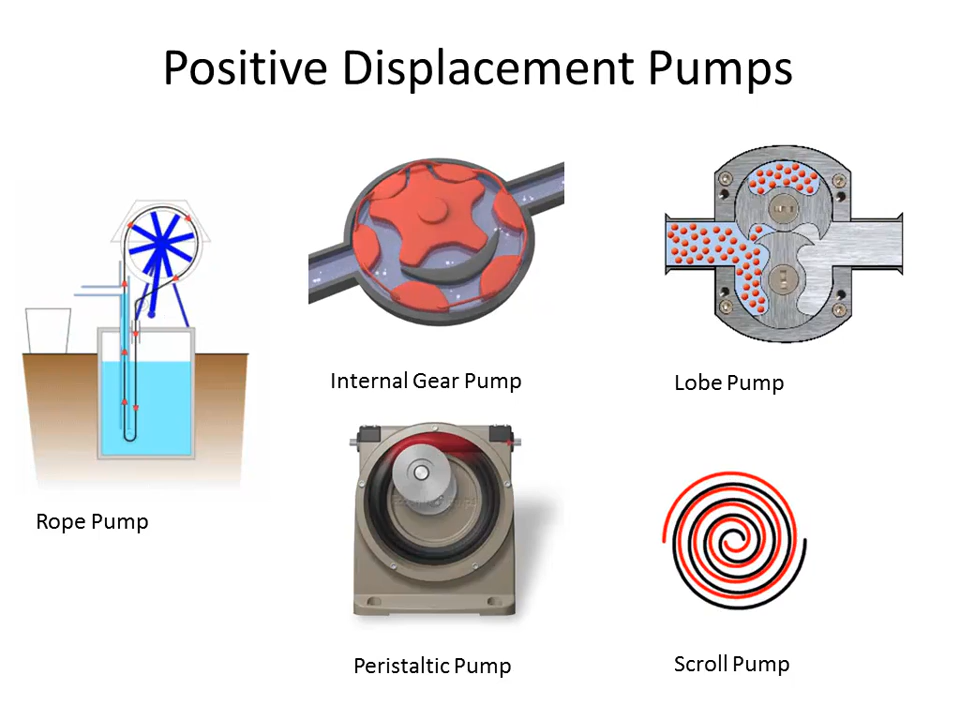 Positive Displacement Pumps
Internal Gear Pump
Lobe Pump
Rope Pump
Peristaltic Pump
Scroll Pump